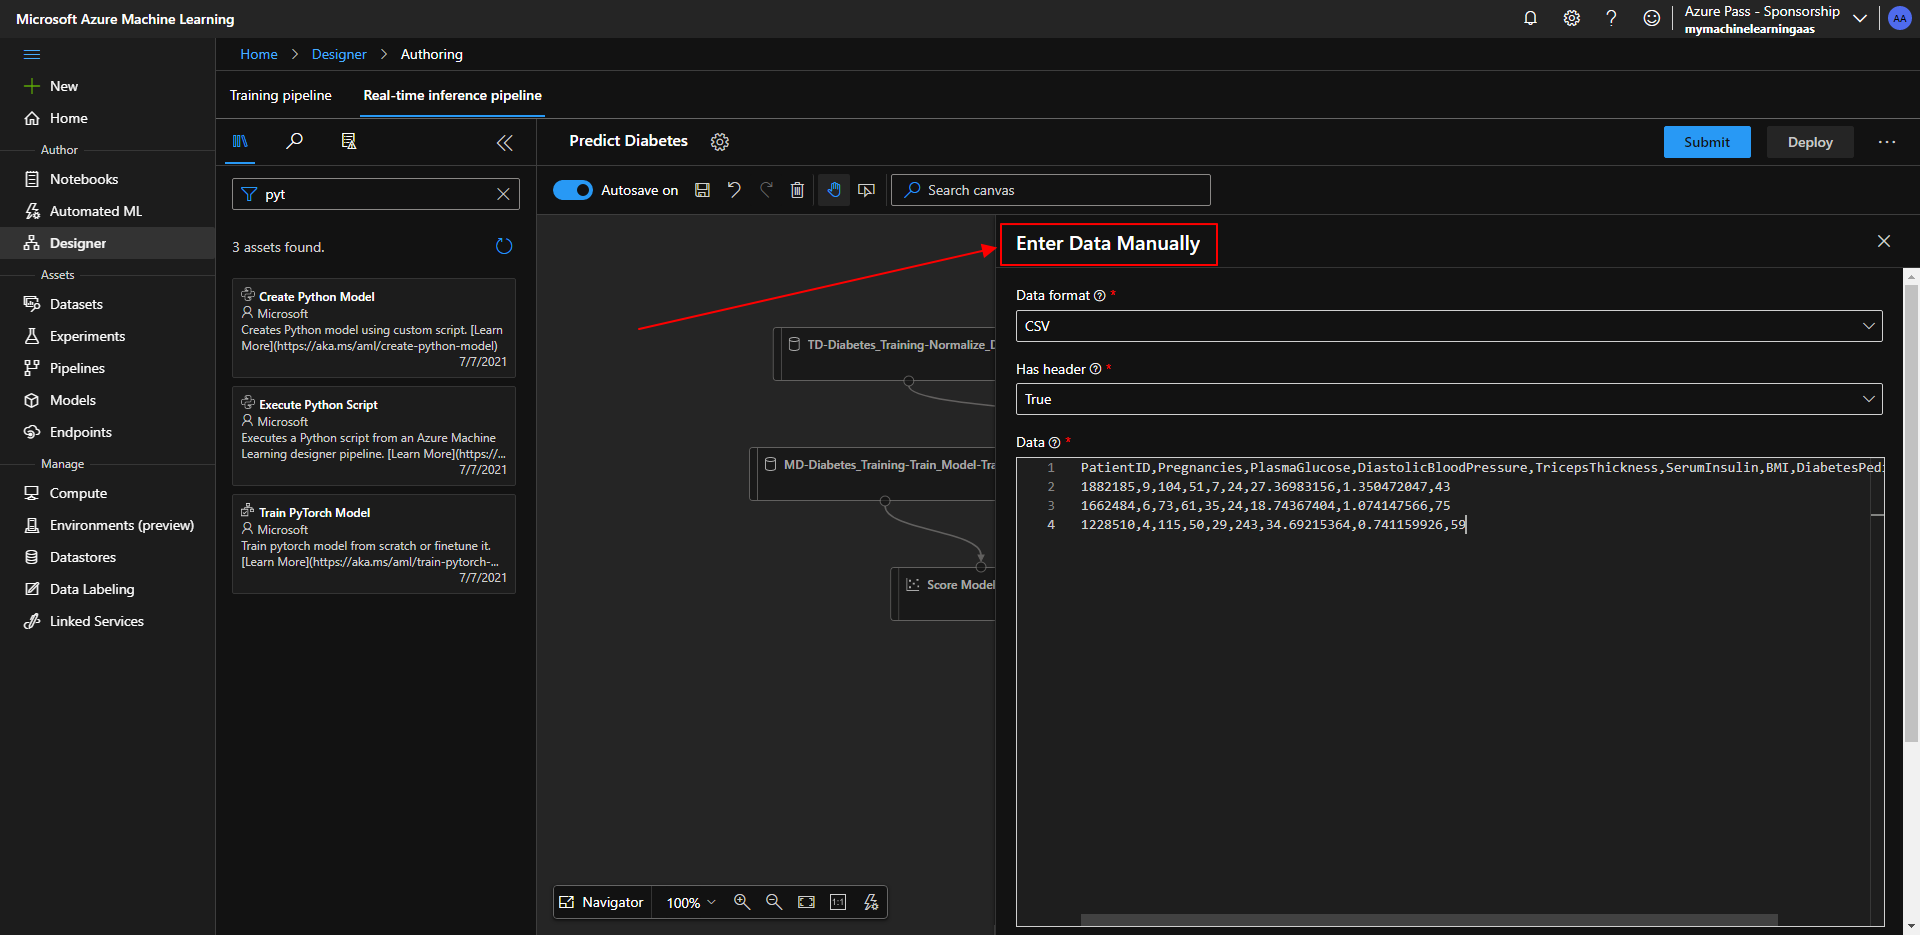 Microsoft Azure Machine Learning
Azure Pass - Sponsorship
mymachinelearningaas
AA
New
Home
Author
Notebooks
Automated ML
Designer
Assets
Datasets
Experiments
Pipelines
Models
Endpoints
Manage
Compute
Environments (preview)
Datastores
Data Labeling
Linked Services
Home > Designer > Authoring
Training pipeline
Real-time inference pipeline
pyt
3 assets found.
Create Python Model
Microsoft
Creates Python model using custom script. [Learn
More](https://aka.ms/aml/create-python-model)
7/7/2021
Execute Python Script
Microsoft
Executes a Python script from an Azure Machine
Learning designer pipeline. [Learn More](https://...
7/7/2021
Train PyTorch Model
Microsoft
Train pytorch model from scratch or finetune it.
[Learn More](https://aka.ms/aml/train-pytorch-...
7/7/2021
Predict Diabetes
Submit
Deploy
Autosave on
Search canvas
TD-Diabetes_Training-Normalize_D
MD-Diabetes_Training-Train_Model-Tra
Score Model
Navigator
100%
1:1
Enter Data Manually
Data format *
CSV
Has header *
True
Data *
1 PatientID,Pregnancies,PlasmaGlucose,DiastolicBloodPressure,TricepsThickness,SerumInsulin,BMI,DiabetesPedi
2 1882185,9,104,51,7,24,27.36983156,1.350472047,43
3 1662484,6,73,61,35,24,18.74367404,1.074147566,75
4 1228510,4,115,50,29,243,34.69215364,0.741159926,59